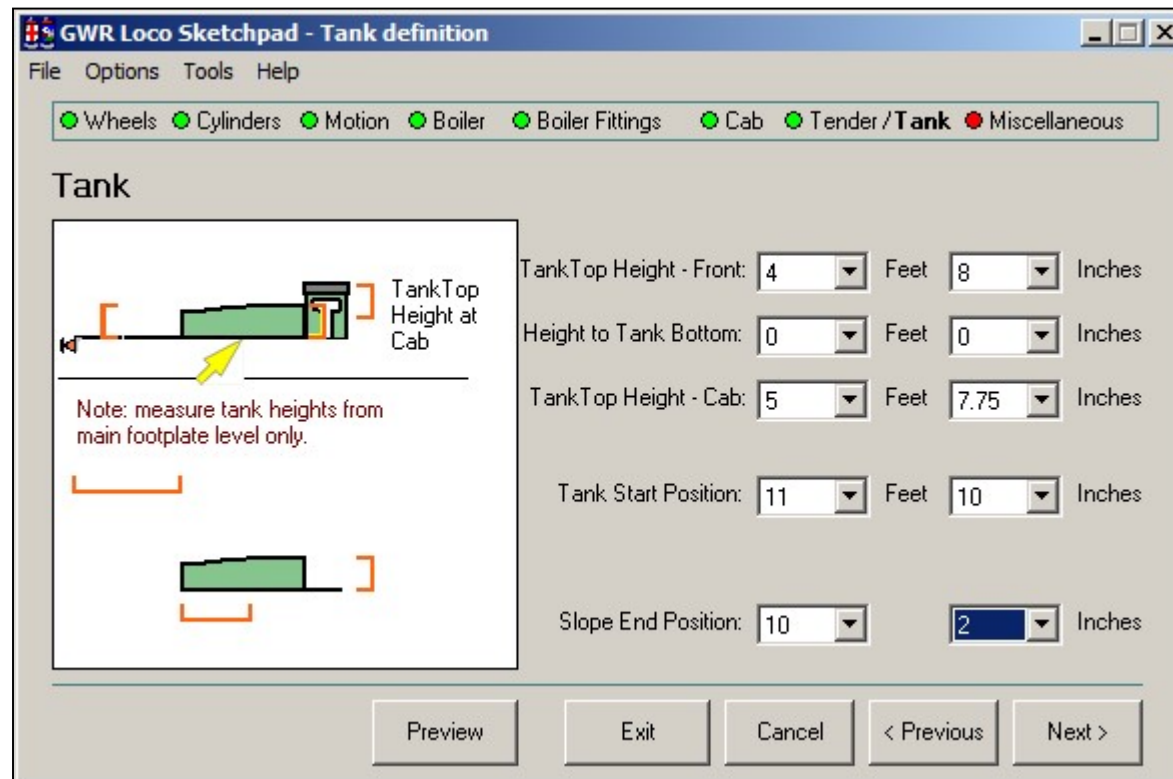 GWR Loco Sketchpad - Tank definition
File Options Tools Help
Wheels Cylinders Motion Boiler Boiler Fittings Cab Tender / Tank Miscellaneous
Tank
TankTop
Height at
Cab
Note: measure tank heights from
main footplate level only.
TankTop Height - Front: 4 Feet 8 Inches
Height to Tank Bottom: 0 Feet 0 Inches
TankTop Height - Cab: 5 Feet 7.75 Inches
Tank Start Position: 11 Feet 10 Inches
Slope End Position: 10 2 Inches
Preview Exit Cancel < Previous Next >